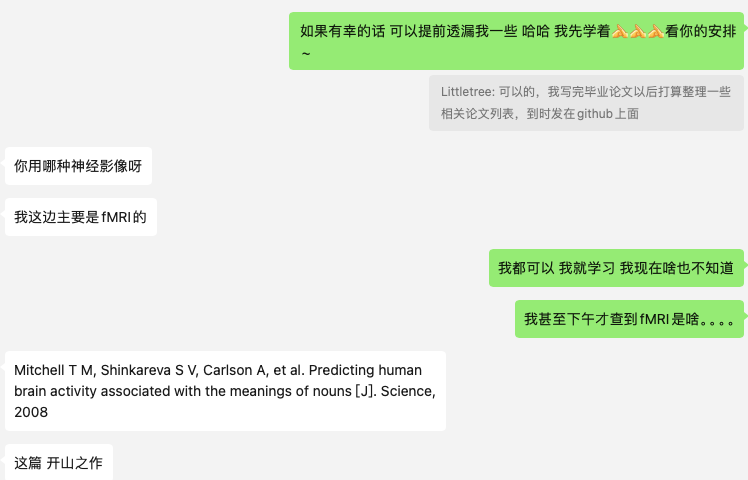 如果有幸的话 可以提前透漏我一些 哈哈 我先学着🙏🙏🙏看你的安排
~
Littletree: 可以的，我写完毕业论文以后打算整理一些
相关论文列表，到时发在github上面
你用哪种神经影像呀
我这边主要是fMRI的
我都可以 我就学习 我现在啥也不知道
我甚至下午才查到fMRI是啥。。。。
Mitchell T M, Shinkareva S V, Carlson A, et al. Predicting human
brain activity associated with the meanings of nouns [J]. Science,
2008
这篇 开山之作